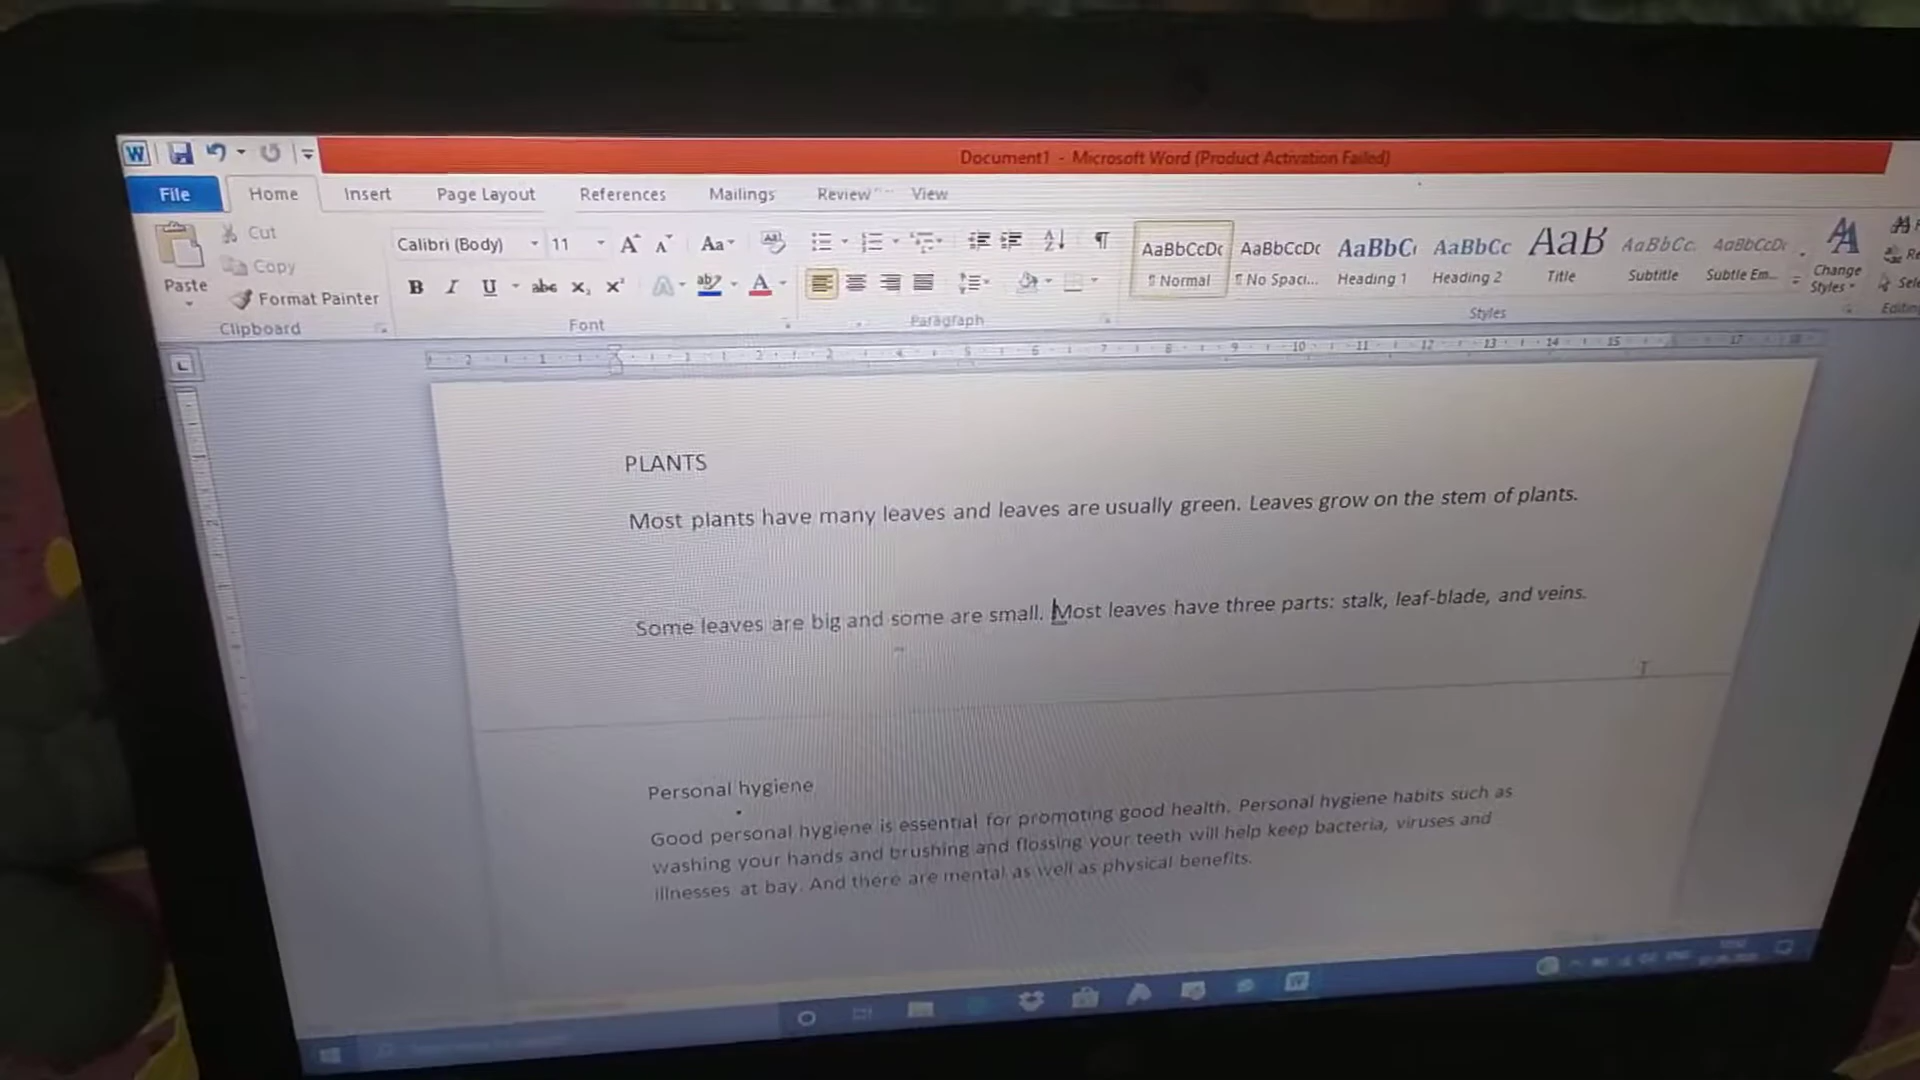 Document1 - Microsoft Word (Product Activation Failed)
File Home Insert Page Layout References Mailings Review View
Cut
Copy
Paste
Format Painter
Clipboard
Calibri (Body) 11
Font
Paragraph
AaBbCcDc AaBbCcDc AaBbC AaBbCc AaB AaBbCc. AaBbCcDc
Normal No Spaci... Heading 1 Heading 2 Title Subtitle Subtle Em...
Change
Styles
Styles
PLANTS
Most plants have many leaves and leaves are usually green. Leaves grow on the stem of plants.
Some leaves are big and some are small. Most leaves have three parts: stalk, leaf-blade, and veins.
Personal hygiene
Good personal hygiene is essential for promoting good health. Personal hygiene habits such as
washing your hands and brushing and flossing your teeth will help keep bacteria, viruses and
illnesses at bay. And there are mental as well as physical benefits.